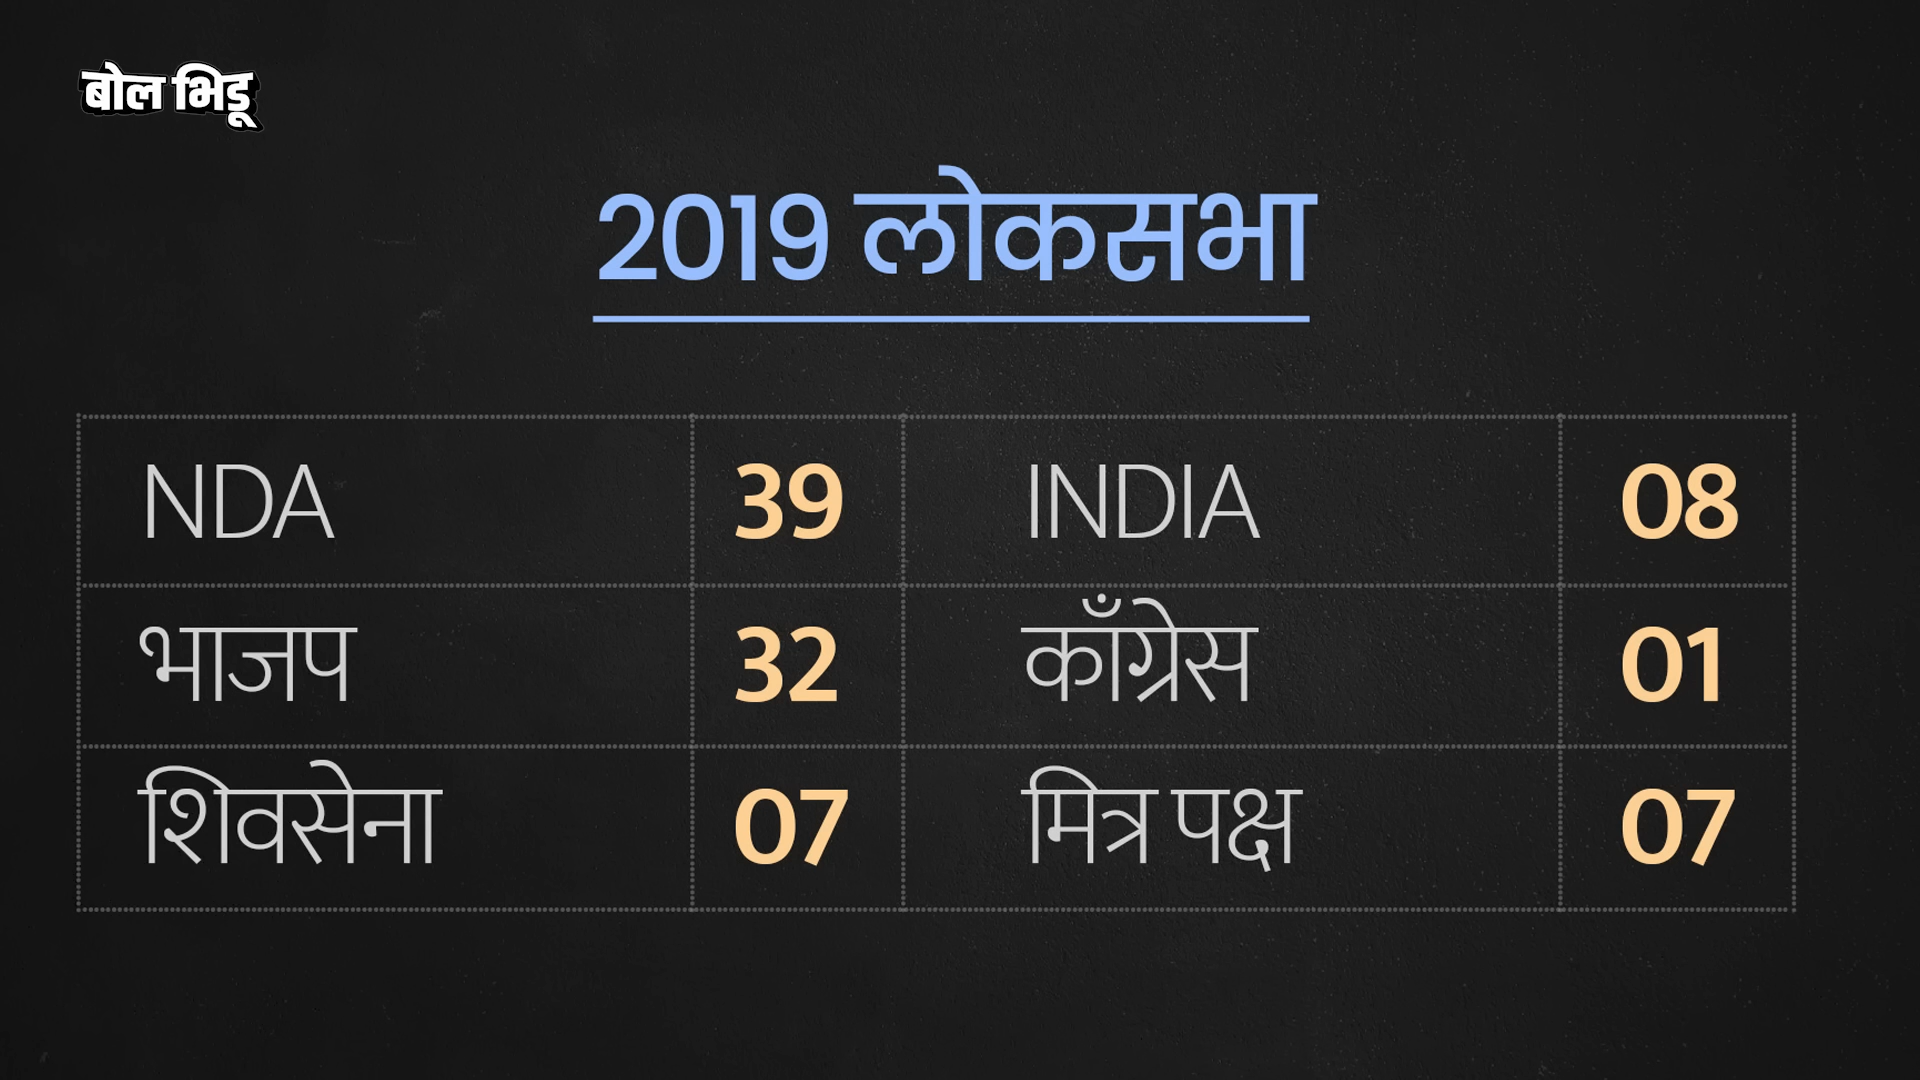 बोल भिडू
2019 लोकसभा
NDA 39 INDIA 08
भाजप 32 काँग्रेस 01
शिवसेना 07 मित्र पक्ष 07